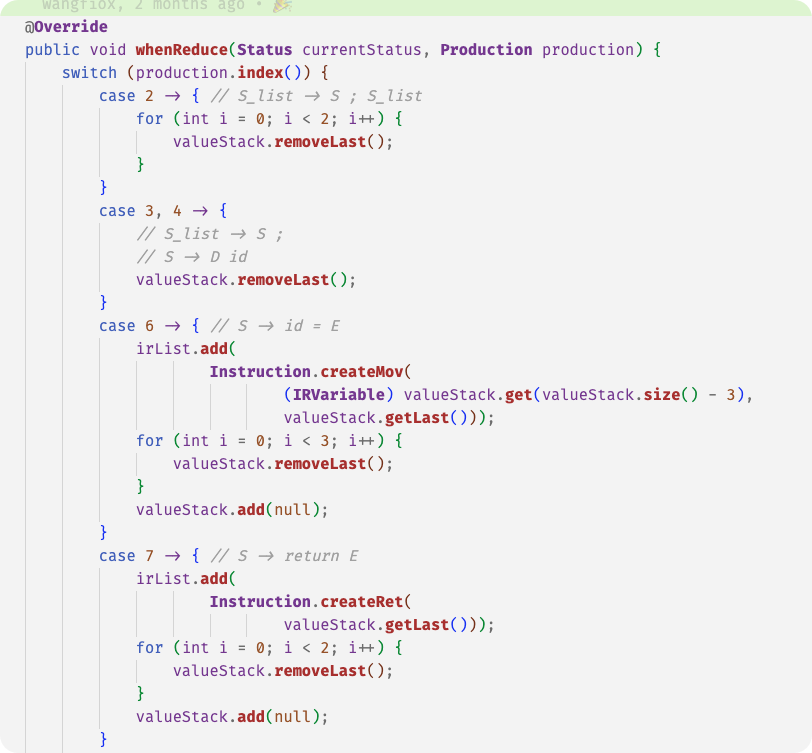 wangfiox, 2 months ago • 🎉
@Override
public void whenReduce(Status currentStatus, Production production) {
    switch (production.index()) {
        case 2 -> { // S_list -> S ; S_list
            for (int i = 0; i < 2; i++) {
                valueStack.removeLast();
            }
        }
        case 3, 4 -> {
            // S_list -> S ;
            // S -> D id
            valueStack.removeLast();
        }
        case 6 -> { // S -> id = E
            irList.add(
                    Instruction.createMov(
                            (IRVariable) valueStack.get(valueStack.size() - 3),
                            valueStack.getLast()));
            for (int i = 0; i < 3; i++) {
                valueStack.removeLast();
            }
            valueStack.add(null);
        }
        case 7 -> { // S -> return E
            irList.add(
                    Instruction.createRet(
                            valueStack.getLast()));
            for (int i = 0; i < 2; i++) {
                valueStack.removeLast();
            }
            valueStack.add(null);
        }